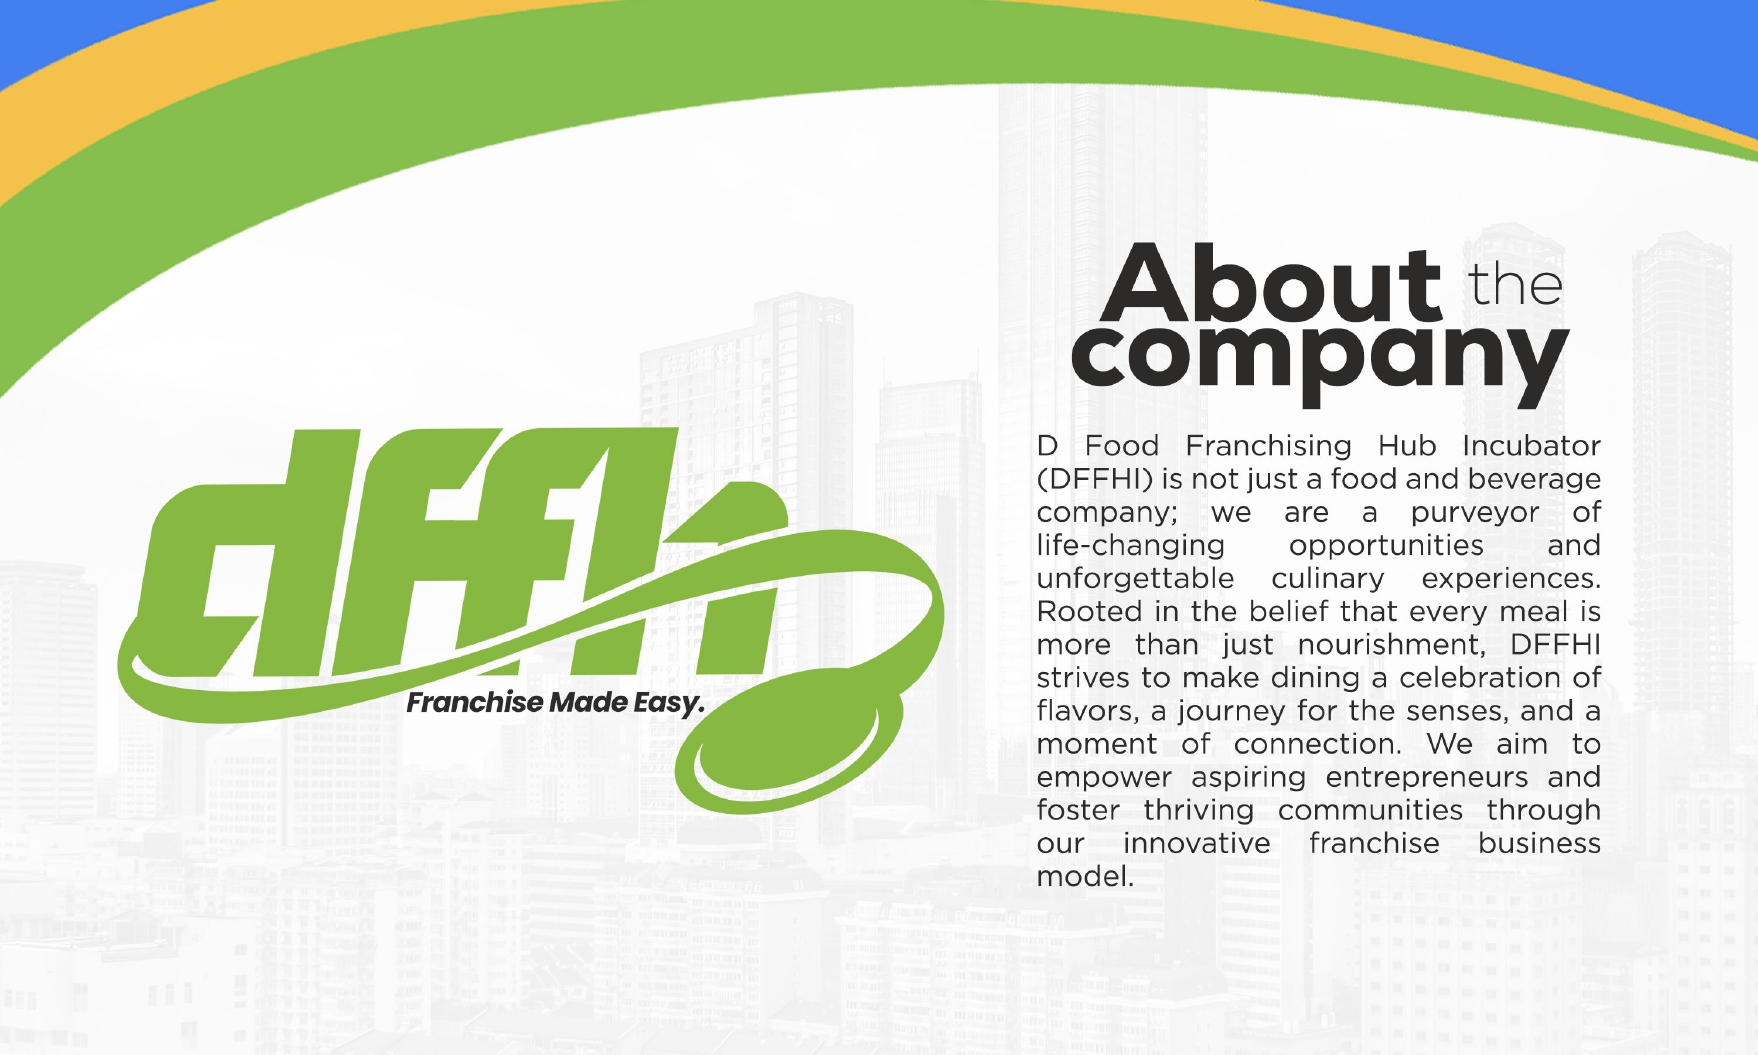 dffh
Franchise Made Easy.
About the
company
D Food Franchising Hub Incubator
(DFFHI) is not just a food and beverage
company; we are a purveyor of
life-changing opportunities and
unforgettable culinary experiences.
Rooted in the belief that every meal is
more than just nourishment, DFFHI
strives to make dining a celebration of
flavors, a journey for the senses, and a
moment of connection. We aim to
empower aspiring entrepreneurs and
foster thriving communities through
our innovative franchise business
model.